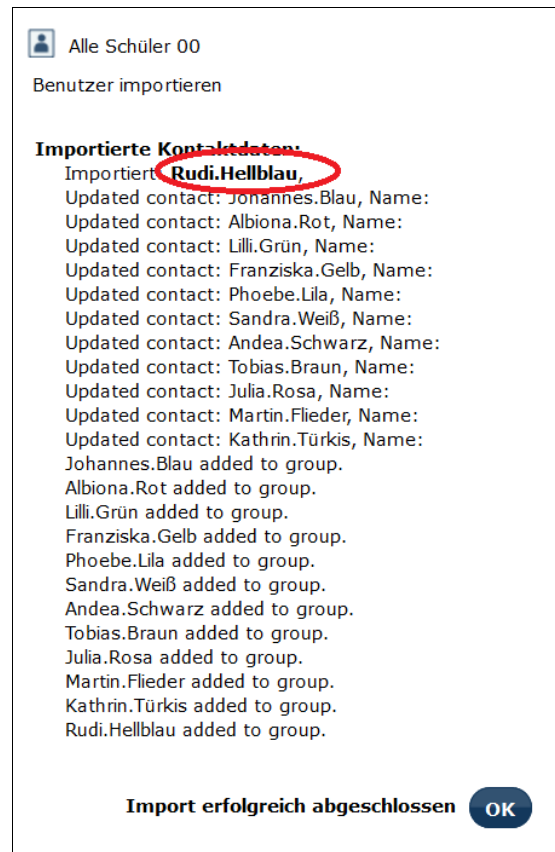 Alle Schüler 00
Benutzer importieren
Importierte Kontaktdaten:
Importiert Rudi.Hellblau,
Updated contact: Johannes.Blau, Name:
Updated contact: Albiona.Rot, Name:
Updated contact: Lilli.Grün, Name:
Updated contact: Franziska.Gelb, Name:
Updated contact: Phoebe.Lila, Name:
Updated contact: Sandra.Weiß, Name:
Updated contact: Andea.Schwarz, Name:
Updated contact: Tobias.Braun, Name:
Updated contact: Julia.Rosa, Name:
Updated contact: Martin.Flieder, Name:
Updated contact: Kathrin.Türkis, Name:
Johannes.Blau added to group.
Albiona.Rot added to group.
Lilli.Grün added to group.
Franziska.Gelb added to group.
Phoebe.Lila added to group.
Sandra.Weiß added to group.
Andea.Schwarz added to group.
Tobias.Braun added to group.
Julia.Rosa added to group.
Martin.Flieder added to group.
Kathrin.Türkis added to group.
Rudi.Hellblau added to group.
Import erfolgreich abgeschlossen OK